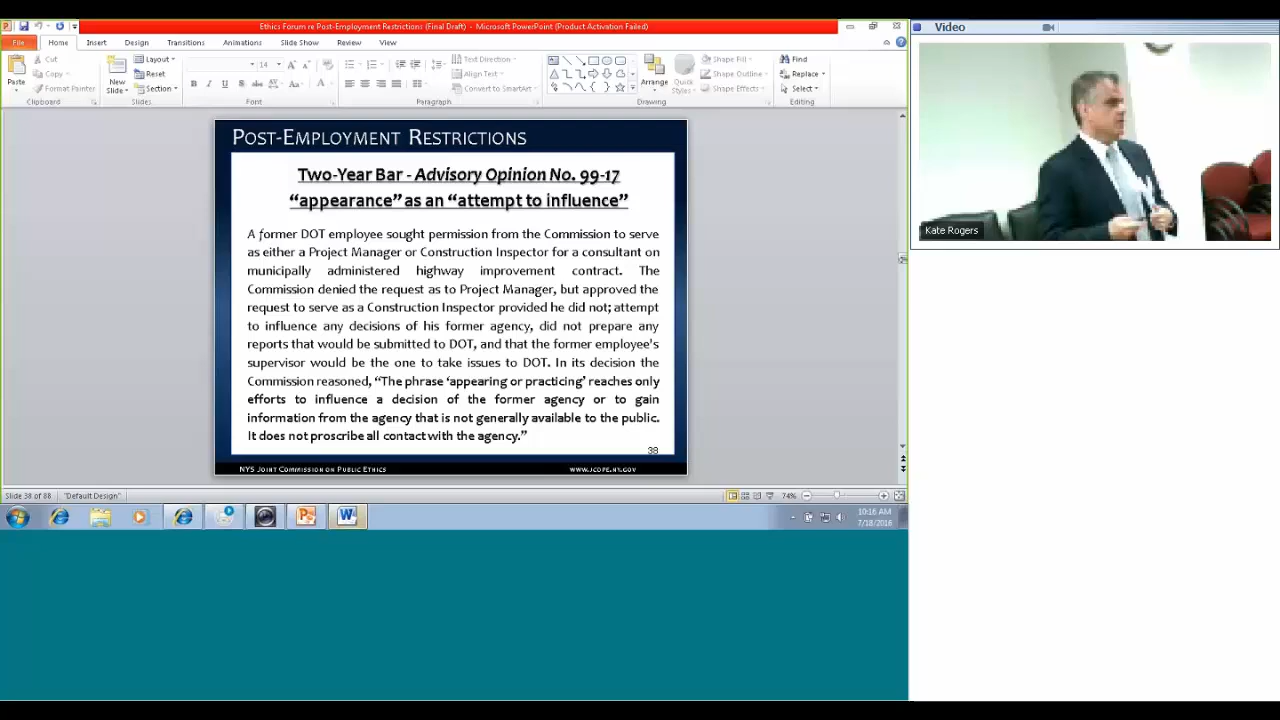 Ethics Forum re Post-Employment Restrictions (Final Draft) - Microsoft PowerPoint (Product Activation Failed)
Video
File Home Insert Design Transitions Animations Slide Show Review View
Paste
Cut
Copy
Format Painter
Clipboard
New Slide
Layout
Reset
Section
Slides
14
Font
Paragraph
Text Direction
Align Text
Convert to SmartArt
Arrange
Quick Styles
Shape Fill
Shape Outline
Shape Effects
Drawing
Find
Replace
Select
Editing
Post-Employment Restrictions
Two-Year Bar - Advisory Opinion No. 99-17
“appearance” as an “attempt to influence”
A former DOT employee sought permission from the Commission to serve
as either a Project Manager or Construction Inspector for a consultant on
municipally administered highway improvement contract. The
Commission denied the request as to Project Manager, but approved the
request to serve as a Construction Inspector provided he did not; attempt
to influence any decisions of his former agency, did not prepare any
reports that would be submitted to DOT, and that the former employee's
supervisor would be the one to take issues to DOT. In its decision the
Commission reasoned, “The phrase ‘appearing or practicing’ reaches only
efforts to influence a decision of the former agency or to gain
information from the agency that is not generally available to the public.
It does not proscribe all contact with the agency.”
38
NYS Joint Commission on Public Ethics www.jcope.ny.gov
Kate Rogers
Slide 38 of 88 "Default Design" 74%
10:16 AM
7/18/2016